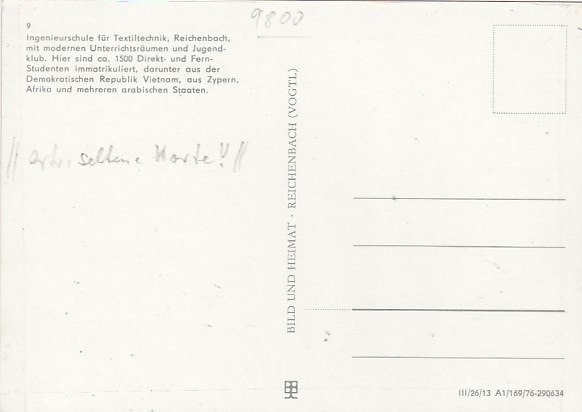 9800
9
Ingenieurschule für Textiltechnik, Reichenbach,
mit modernen Unterrichtsräumen und Jugend-
klub. Hier sind ca. 1500 Direkt- und Fern-
Studenten immatrikuliert, darunter aus der
Demokratischen Republik Vietnam, aus Zypern,
Afrika und mehreren arabischen Staaten.
seltene Karte!
BILD UND HEIMAT · REICHENBACH (VOGTL)
III/26/13 A1/169/76-290634